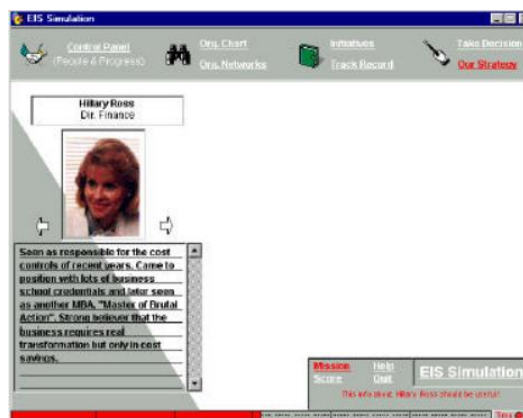 EIS Simulation
Control Panel
(People & Progress)
Org. Chart
Org. Networks
Initiatives
Track Record
Take Decision
Our Strategy
Hillary Ross
Dir. Finance
Seen as responsible for the cost
controls of recent years. Came to
position with lots of business
school credentials and later seen
as another MBA, "Master of Brutal
Action". Strong believer that the
business requires real
transformation but only in cost
savings.
Mission Help
Score Quit
EIS Simulation
This info about Hillary Ross should be useful!